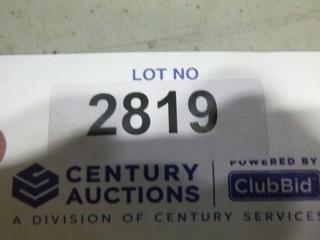 LOT NO
2819
CENTURY AUCTIONS
POWERED BY
ClubBid
A DIVISION OF CENTURY SERVICES